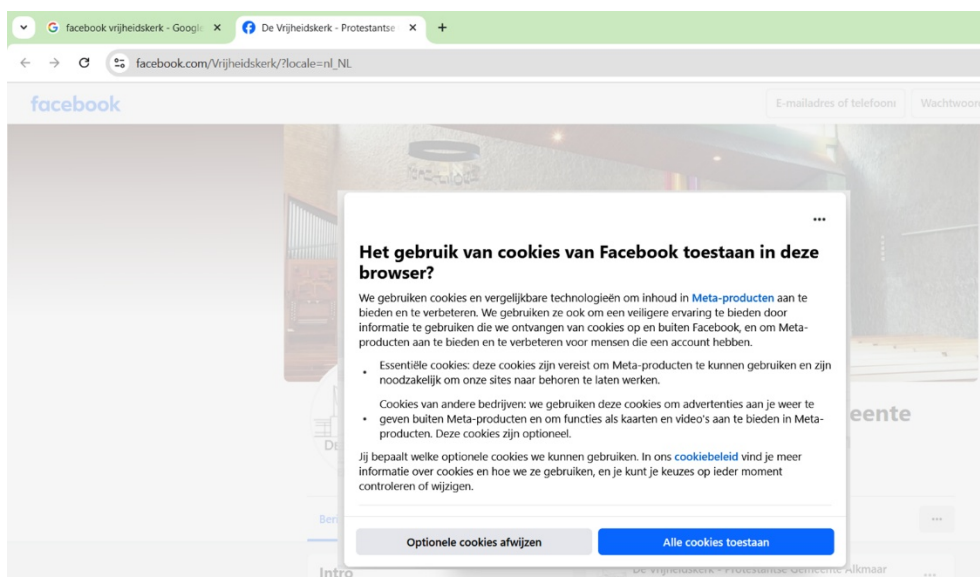 facebook vrijheidskerk - Google
De Vrijheidskerk - Protestantse
facebook.com/Vrijheidskerk/?locale=nl_NL
facebook
E-mailadres of telefoonn
Wachtwoor
Het gebruik van cookies van Facebook toestaan in deze
browser?
We gebruiken cookies en vergelijkbare technologieën om inhoud in Meta-producten aan te
bieden en te verbeteren. We gebruiken ze ook om een veiligere ervaring te bieden door
informatie te gebruiken die we ontvangen van cookies op en buiten Facebook, en om Meta-
producten aan te bieden en te verbeteren voor mensen die een account hebben.
• Essentiële cookies: deze cookies zijn vereist om Meta-producten te kunnen gebruiken en zijn
noodzakelijk om onze sites naar behoren te laten werken.
Cookies van andere bedrijven: we gebruiken deze cookies om advertenties aan je weer te
• geven buiten Meta-producten en om functies als kaarten en video's aan te bieden in Meta-
producten. Deze cookies zijn optioneel.
eente
Jij bepaalt welke optionele cookies we kunnen gebruiken. In ons cookiebeleid vind je meer
informatie over cookies en hoe we ze gebruiken, en je kunt je keuzes op ieder moment
controleren of wijzigen.
Beri
Optionele cookies afwijzen
Alle cookies toestaan
Intro
De Vrijheidskerk - Protestantse Gemeente Alkmaar